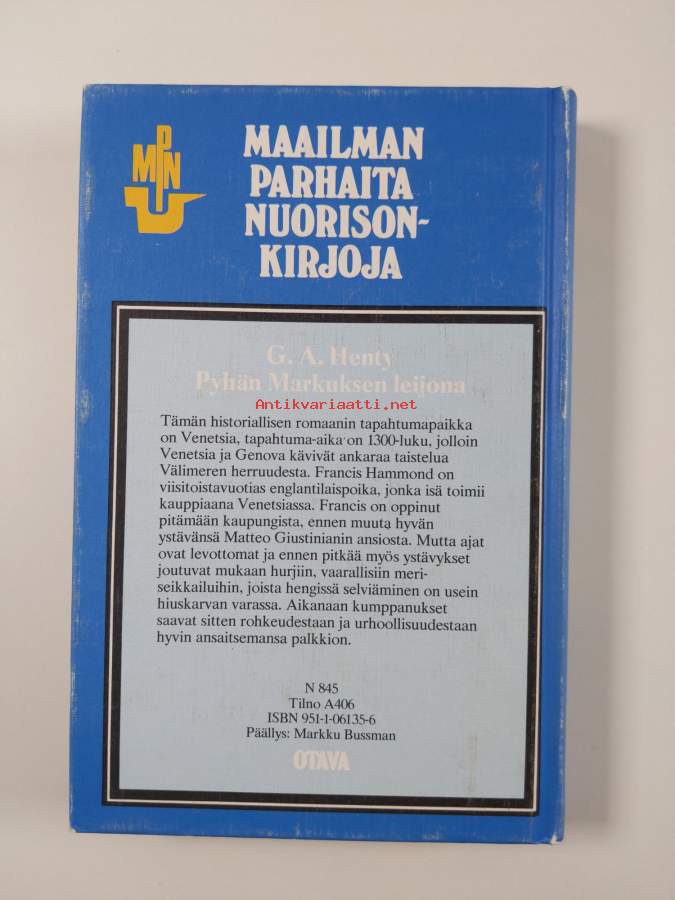 MPNU
MAAILMAN
PARHAITA
NUORISON-
KIRJOJA
G. A. Henty
Pyhän Markuksen leijona
Antikvariaatti.net
Tämän historiallisen romaanin tapahtumapaikka
on Venetsia, tapahtuma-aika on 1300-luku, jolloin
Venetsia ja Genova kävivät ankaraa taistelua
Välimeren herruudesta. Francis Hammond on
viisitoistavuotias englantilaispoika, jonka isä toimii
kauppiaana Venetsiassa. Francis on oppinut
pitämään kaupungista, ennen muuta hyvän
ystävänsä Matteo Giustinianin ansiosta. Mutta ajat
ovat levottomat ja ennen pitkää myös ystävykset
joutuvat mukaan hurjiin, vaarallisiin meri-
seikkailuihin, joista hengissä selviäminen on usein
hiuskarvan varassa. Aikanaan kumppanukset
saavat sitten rohkeudestaan ja urhoollisuudestaan
hyvin ansaitsemansa palkkion.
N 845
Tilno A406
ISBN 951-1-06135-6
Päällys: Markku Bussman
OTAVA